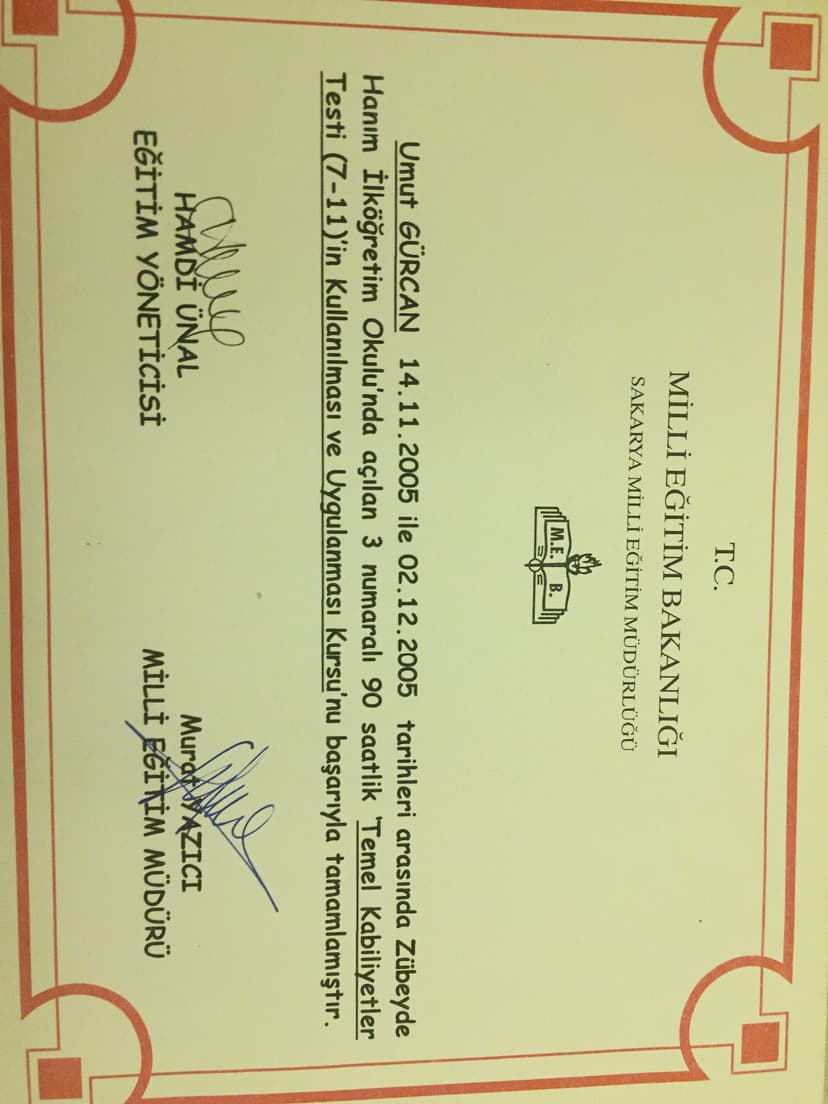 T.C.
MİLLİ EĞİTİM BAKANLIĞI
SAKARYA MİLLİ EĞİTİM MÜDÜRLÜĞÜ
M.E. B.
Umut GÜRCAN 14.11.2005 ile 02.12.2005 tarihleri arasında Zübeyde
Hanım İlköğretim Okulu'nda açılan 3 numaralı 90 saatlik 'Temel Kabiliyetler
Testi (7-11)'in Kullanılması ve Uygulanması Kursu'nu başarıyla tamamlamıştır.
HAMDİ ÜNAL
EĞİTİM YÖNETİCİSİ
Murat YAZICI
MİLLİ EĞİTİM MÜDÜRÜ